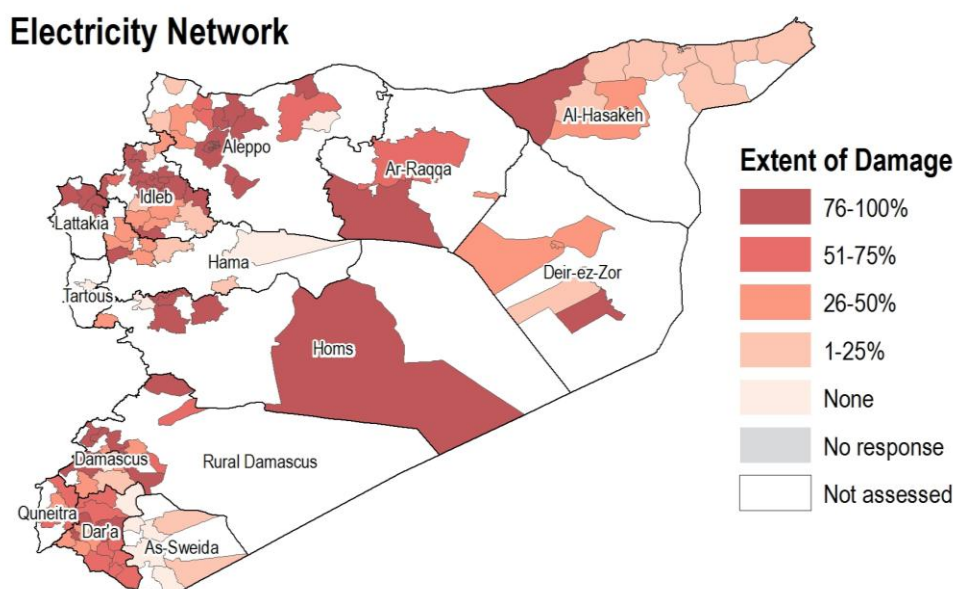 Electricity Network
Al-Hasakeh
Aleppo
Ar-Raqqa
Idleb
Lattakia
Hama
Deir-ez-Zor
Tartous
Homs
Damascus
Rural Damascus
Quneitra
Dar'a
As-Sweida
Extent of Damage
76-100%
51-75%
26-50%
1-25%
None
No response
Not assessed